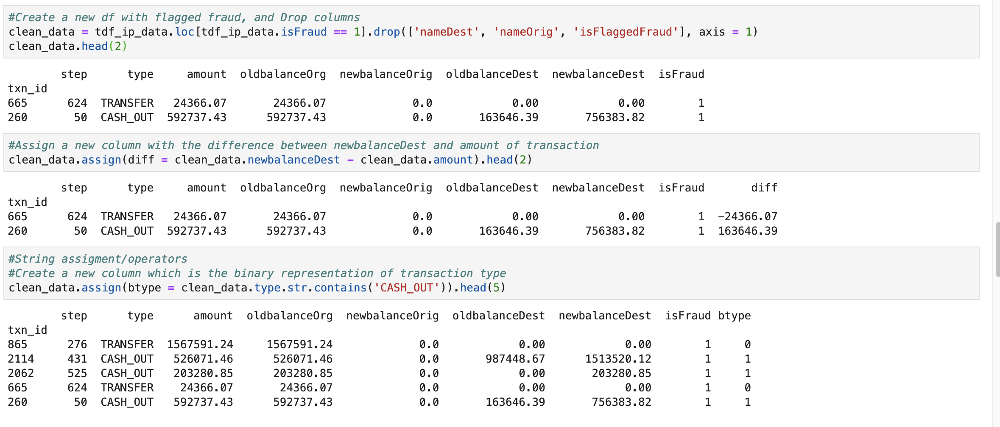 #Create a new df with flagged fraud, and Drop columns
clean_data = tdf_ip_data.loc[tdf_ip_data.isFraud == 1].drop(['nameDest', 'nameOrig', 'isFlaggedFraud'], axis = 1)
clean_data.head(2)
step type amount oldbalanceOrg newbalanceOrig oldbalanceDest newbalanceDest isFraud
txn_id
665 624 TRANSFER 24366.07 24366.07 0.0 0.00 0.00 1
260 50 CASH_OUT 592737.43 592737.43 0.0 163646.39 756383.82 1
#Assign a new column with the difference between newbalanceDest and amount of transaction
clean_data.assign(diff = clean_data.newbalanceDest - clean_data.amount).head(2)
step type amount oldbalanceOrg newbalanceOrig oldbalanceDest newbalanceDest isFraud diff
txn_id
665 624 TRANSFER 24366.07 24366.07 0.0 0.00 0.00 1 -24366.07
260 50 CASH_OUT 592737.43 592737.43 0.0 163646.39 756383.82 1 163646.39
#String assigment/operators
#Create a new column which is the binary representation of transaction type
clean_data.assign(btype = clean_data.type.str.contains('CASH_OUT')).head(5)
step type amount oldbalanceOrg newbalanceOrig oldbalanceDest newbalanceDest isFraud btype
txn_id
865 276 TRANSFER 1567591.24 1567591.24 0.0 0.00 0.00 1 0
2114 431 CASH_OUT 526071.46 526071.46 0.0 987448.67 1513520.12 1 1
2062 525 CASH_OUT 203280.85 203280.85 0.0 0.00 203280.85 1 1
665 624 TRANSFER 24366.07 24366.07 0.0 0.00 0.00 1 0
260 50 CASH_OUT 592737.43 592737.43 0.0 163646.39 756383.82 1 1